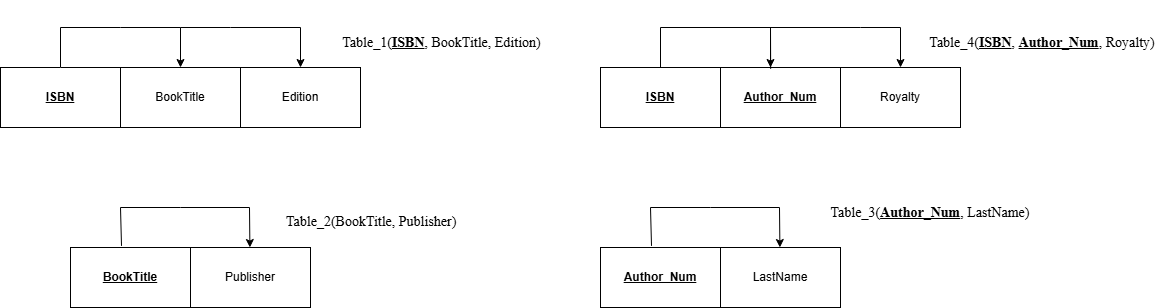 Table_1(ISBN, BookTitle, Edition)
ISBN BookTitle Edition
Table_4(ISBN, Author_Num, Royalty)
ISBN Author_Num Royalty
Table_2(BookTitle, Publisher)
BookTitle Publisher
Table_3(Author_Num, LastName)
Author_Num LastName